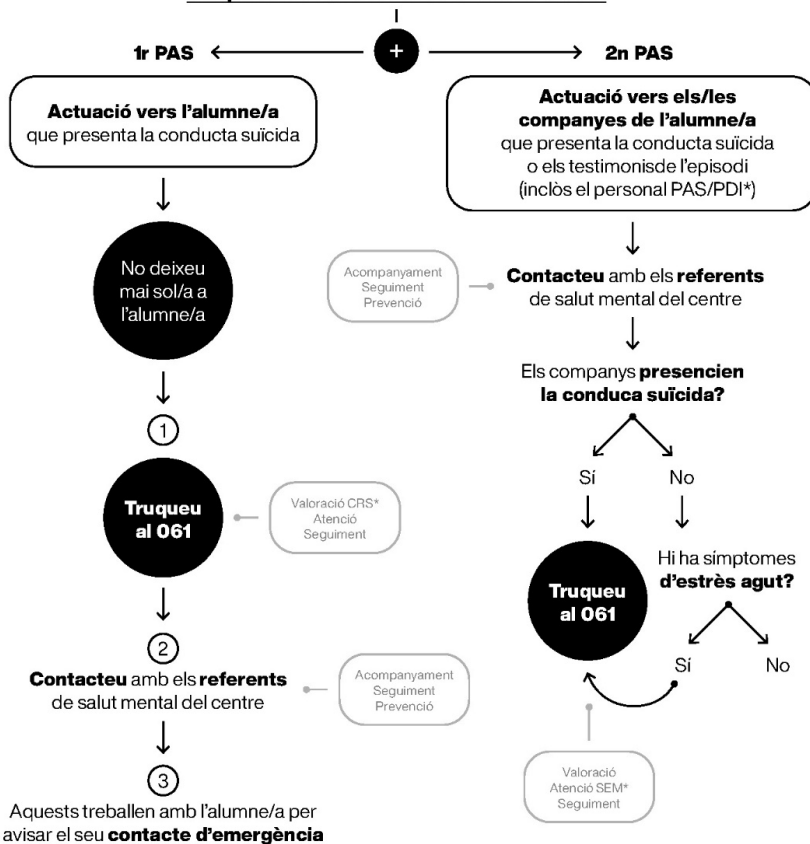 1r PAS
+
2n PAS
Actuació vers l'alumne/a
que presenta la conducta suïcida
No deixeu
mai sol/a a
l'alumne/a
1
Truqueu
al 061
Valoració CRS*
Atenció
Seguiment
2
Contacteu amb els referents
de salut mental del centre
Acompanyament
Seguiment
Prevenció
3
Aquests treballen amb l'alumne/a per
avisar el seu contacte d'emergència
Actuació vers els/les
companyes de l'alumne/a
que presenta la conducta suïcida
o els testimonisde l'episodi
(inclòs el personal PAS/PDI*)
Acompanyament
Seguiment
Prevenció
Contacteu amb els referents
de salut mental del centre
Els companys presencien
la conduca suïcida?
Sí
No
Truqueu
al 061
Hi ha símptomes
d'estrès agut?
Sí
No
Valoració
Atenció SEM*
Seguiment